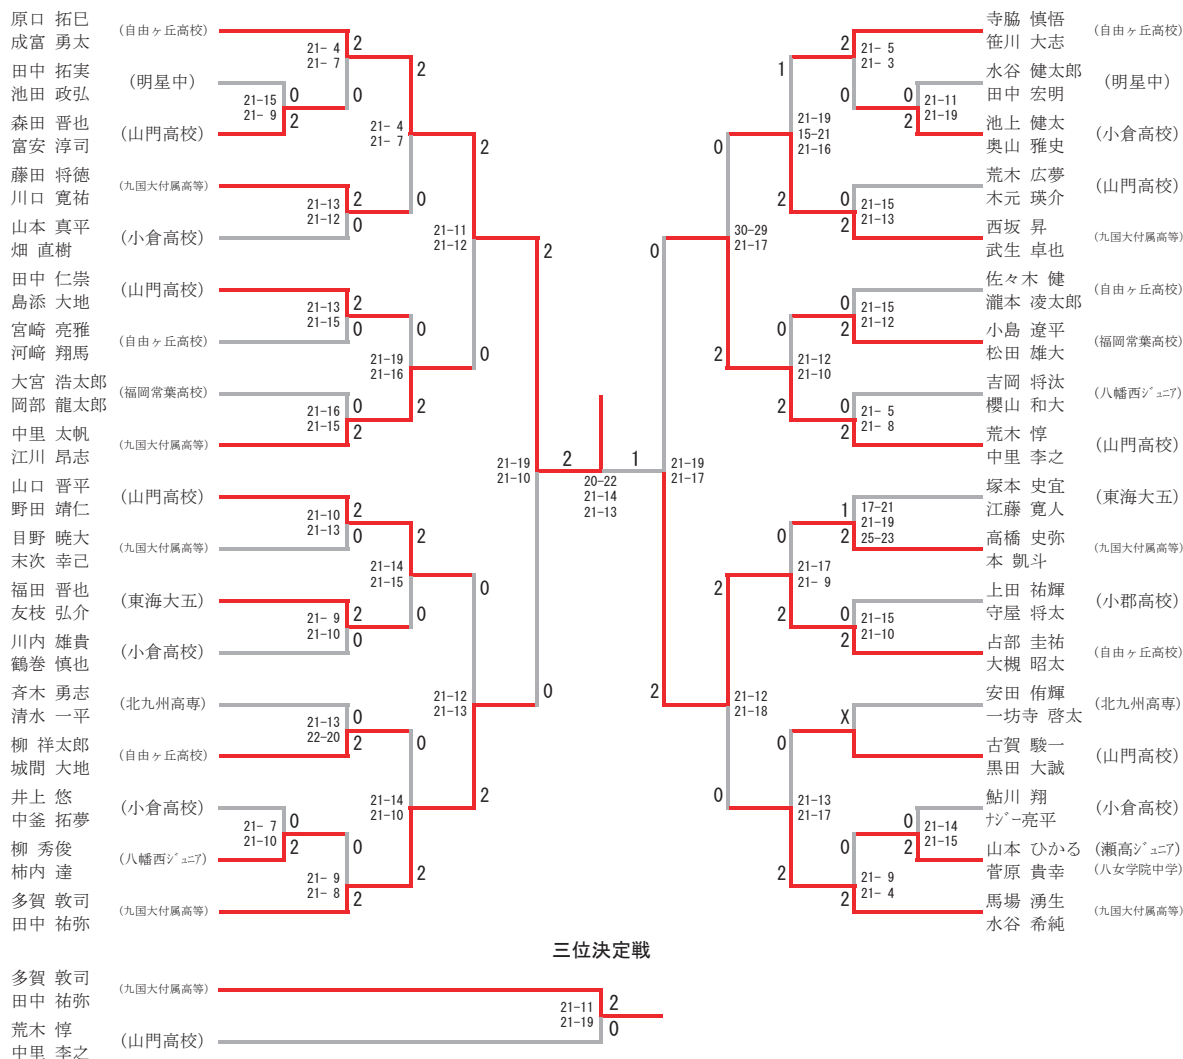 原口 拓巳
成富 勇太
(自由ヶ丘高校)
田中 拓実
池田 政弘
(明星中)
森田 晋也
富安 淳司
(山門高校)
藤田 将徳
川口 寛祐
(九国大付属高等)
山本 真平
畑 直樹
(小倉高校)
田中 仁崇
島添 大地
(山門高校)
宮崎 亮雅
河﨑 翔馬
(自由ヶ丘高校)
大宮 浩太郎
岡部 龍太郎
(福岡常葉高校)
中里 太帆
江川 昂志
(九国大付属高等)
山口 晋平
野田 靖仁
(山門高校)
目野 暁大
末次 幸己
(九国大付属高等)
福田 晋也
友枝 弘介
(東海大五)
川内 雄貴
鶴巻 慎也
(小倉高校)
斉木 勇志
清水 一平
(北九州高専)
柳 祥太郎
城間 大地
(自由ヶ丘高校)
井上 悠
中釜 拓夢
(小倉高校)
柳 秀俊
柿内 達
(八幡西ｼﾞｭﾆｱ)
多賀 敦司
田中 祐弥
(九国大付属高等)
21- 4
21- 7
2
0
21-15
21- 9
0
2
21-13
21-12
2
0
21- 4
21- 7
2
0
21-13
21-15
2
0
21-16
21-15
0
2
21-19
21-16
0
2
21-11
21-12
2
0
21-10
21-13
2
0
21- 9
21-10
2
0
21-14
21-15
2
0
21-13
22-20
0
2
21- 7
21-10
0
2
21- 9
21- 8
0
2
21-14
21-10
0
2
21-12
21-13
0
2
21-19
21-10
2
0
2
1
20-22
21-14
21-13
21-19
21-17
0
2
30-29
21-17
0
2
21-19
15-21
21-16
1
2
21- 5
21- 3
2
0
21-11
21-19
0
2
21-15
21-13
0
2
21-12
21-10
0
2
21-15
21-12
0
2
21- 5
21- 8
0
2
21-12
21-18
2
0
21-17
21- 9
0
2
17-21
21-19
25-23
1
2
21-15
21-10
0
2
21-13
21-17
0
2
X
21-14
21-15
0
2
21- 9
21- 4
0
2
寺脇 慎悟
笹川 大志
(自由ヶ丘高校)
水谷 健太郎
田中 宏明
(明星中)
池上 健太
奥山 雅史
(小倉高校)
荒木 広夢
木元 瑛介
(山門高校)
西坂 昇
武生 卓也
(九国大付属高等)
佐々木 健
瀧本 凌太郎
(自由ヶ丘高校)
小島 遼平
松田 雄大
(福岡常葉高校)
吉岡 将汰
櫻山 和大
(八幡西ｼﾞｭﾆｱ)
荒木 惇
中里 李之
(山門高校)
塚本 史宜
江藤 寛人
(東海大五)
高橋 史弥
本 凱斗
(九国大付属高等)
上田 祐輝
守屋 将太
(小郡高校)
占部 圭祐
大槻 昭太
(自由ヶ丘高校)
安田 侑輝
一坊寺 啓太
(北九州高専)
古賀 駿一
黒田 大誠
(山門高校)
鮎川 翔
ﾅｼﾞｰ亮平
(小倉高校)
山本 ひかる
菅原 貴幸
(瀬高ｼﾞｭﾆｱ)
(八女学院中学)
馬場 湧生
水谷 希純
(九国大付属高等)
三位決定戦
多賀 敦司
田中 祐弥
(九国大付属高等)
荒木 惇
中里 李之
(山門高校)
21-11
21-19
2
0